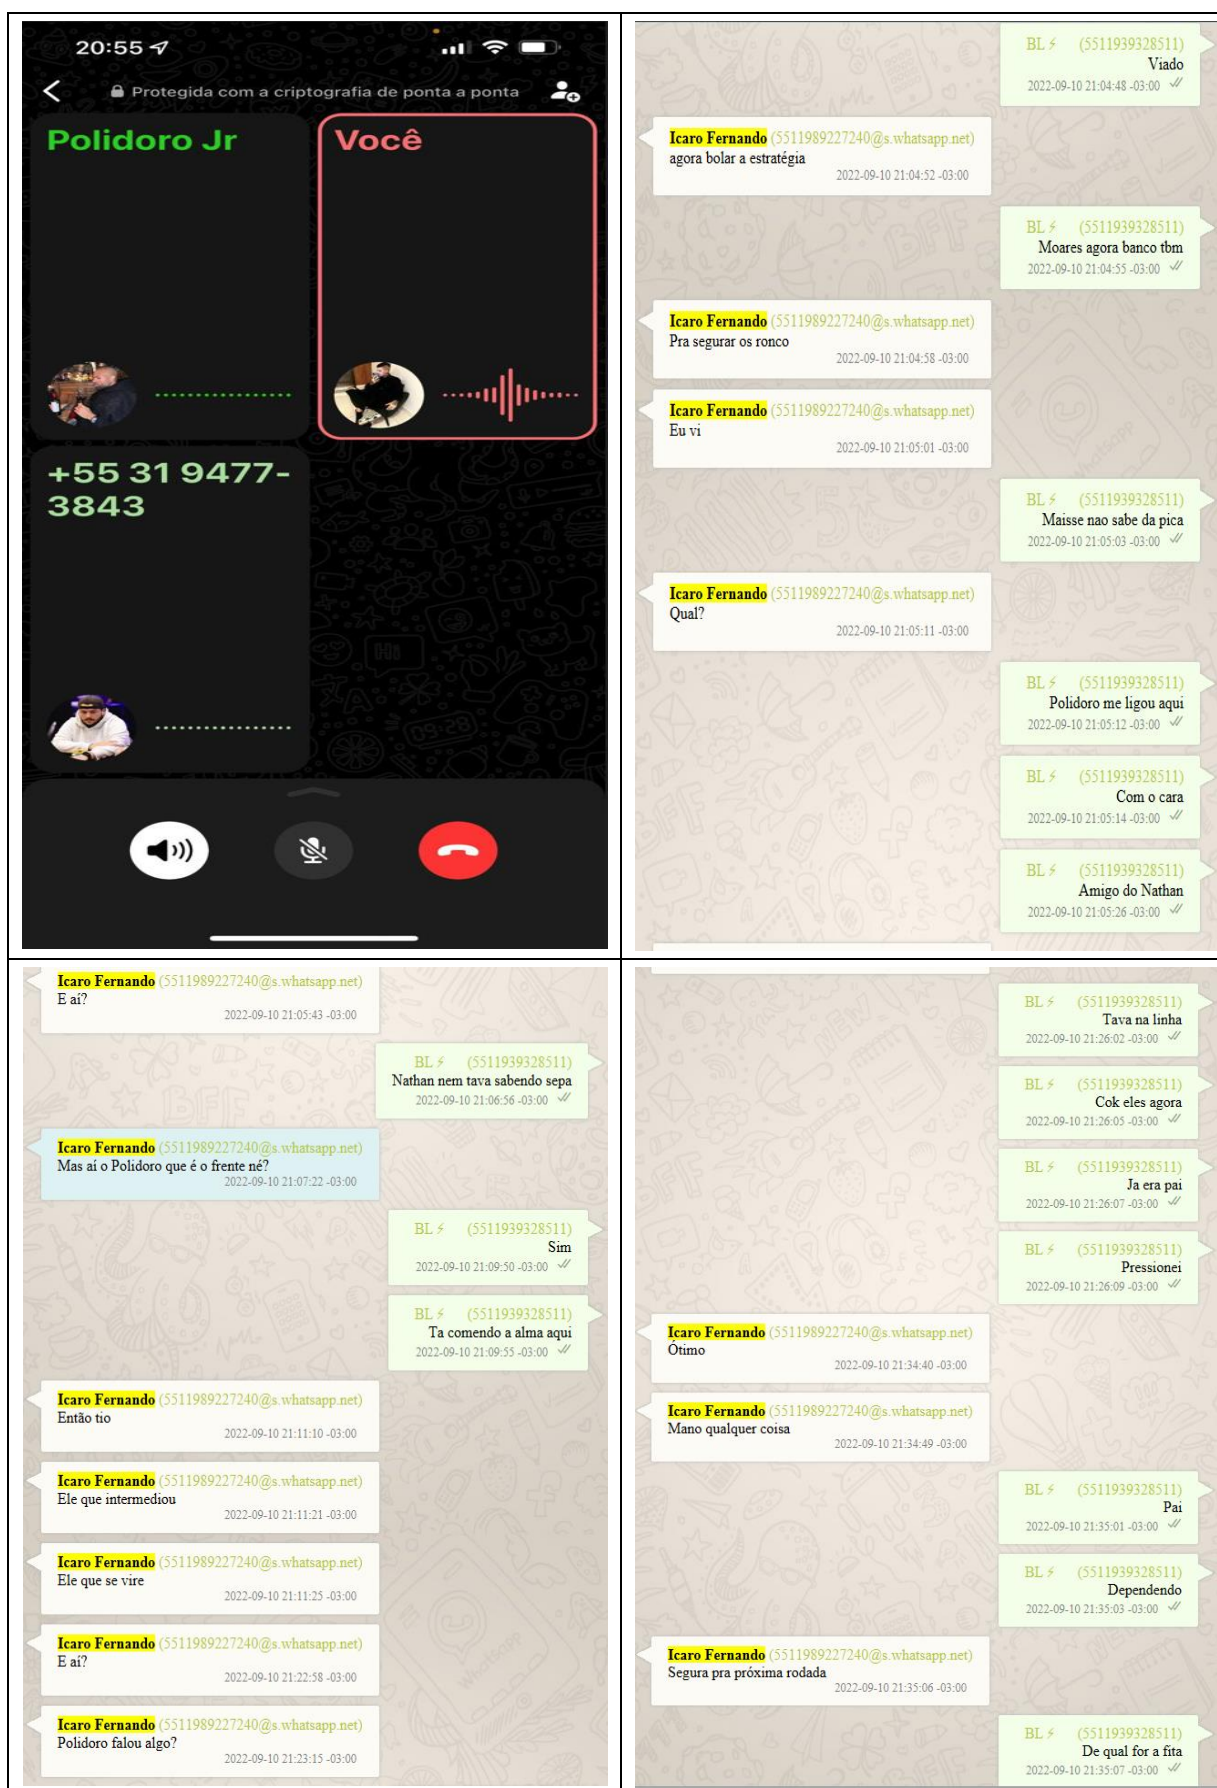 20:55
Protegida com a criptografia de ponta a ponta
Polidoro Jr
Você
+55 31 9477-
3843
BL ⚡ (5511939328511)
Viado
2022-09-10 21:04:48 -03:00
Icaro Fernando (5511989227240@s.whatsapp.net)
agora bolar a estratégia
2022-09-10 21:04:52 -03:00
BL ⚡ (5511939328511)
Moares agora banco tbm
2022-09-10 21:04:55 -03:00
Icaro Fernando (5511989227240@s.whatsapp.net)
Pra segurar os ronco
2022-09-10 21:04:58 -03:00
Icaro Fernando (5511989227240@s.whatsapp.net)
Eu vi
2022-09-10 21:05:01 -03:00
BL ⚡ (5511939328511)
Maisse nao sabe da pica
2022-09-10 21:05:03 -03:00
Icaro Fernando (5511989227240@s.whatsapp.net)
Qual?
2022-09-10 21:05:11 -03:00
BL ⚡ (5511939328511)
Polidoro me ligou aqui
2022-09-10 21:05:12 -03:00
BL ⚡ (5511939328511)
Com o cara
2022-09-10 21:05:14 -03:00
BL ⚡ (5511939328511)
Amigo do Nathan
2022-09-10 21:05:26 -03:00
Icaro Fernando (5511989227240@s.whatsapp.net)
E aí?
2022-09-10 21:05:43 -03:00
BL ⚡ (5511939328511)
Nathan nem tava sabendo sepa
2022-09-10 21:06:56 -03:00
Icaro Fernando (5511989227240@s.whatsapp.net)
Mas aí o Polidoro que é o frente né?
2022-09-10 21:07:22 -03:00
BL ⚡ (5511939328511)
Sim
2022-09-10 21:09:50 -03:00
BL ⚡ (5511939328511)
Ta comendo a alma aqui
2022-09-10 21:09:55 -03:00
Icaro Fernando (5511989227240@s.whatsapp.net)
Então tio
2022-09-10 21:11:10 -03:00
Icaro Fernando (5511989227240@s.whatsapp.net)
Ele que intermediou
2022-09-10 21:11:21 -03:00
Icaro Fernando (5511989227240@s.whatsapp.net)
Ele que se vire
2022-09-10 21:11:25 -03:00
Icaro Fernando (5511989227240@s.whatsapp.net)
E aí?
2022-09-10 21:22:58 -03:00
Icaro Fernando (5511989227240@s.whatsapp.net)
Polidoro falou algo?
2022-09-10 21:23:15 -03:00
BL ⚡ (5511939328511)
Tava na linha
2022-09-10 21:26:02 -03:00
BL ⚡ (5511939328511)
Cok eles agora
2022-09-10 21:26:05 -03:00
BL ⚡ (5511939328511)
Ja era pai
2022-09-10 21:26:07 -03:00
BL ⚡ (5511939328511)
Pressionei
2022-09-10 21:26:09 -03:00
Icaro Fernando (5511989227240@s.whatsapp.net)
Ótimo
2022-09-10 21:34:40 -03:00
Icaro Fernando (5511989227240@s.whatsapp.net)
Mano qualquer coisa
2022-09-10 21:34:49 -03:00
BL ⚡ (5511939328511)
Pai
2022-09-10 21:35:01 -03:00
BL ⚡ (5511939328511)
Dependendo
2022-09-10 21:35:03 -03:00
Icaro Fernando (5511989227240@s.whatsapp.net)
Segura pra próxima rodada
2022-09-10 21:35:06 -03:00
BL ⚡ (5511939328511)
De qual for a fita
2022-09-10 21:35:07 -03:00